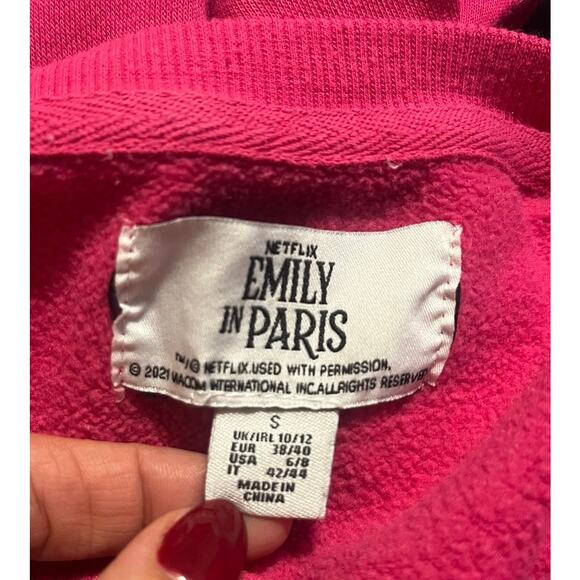 NETFLIX
EMILY
IN PARIS
™/© NETFLIX.USED WITH PERMISSION.
© 2021 VIACOM INTERNATIONAL INC.ALLRIGHTS RESERVED
S
UK/IRL 10/12
EUR 38/40
USA 6/8
IT 42/44
MADE IN
CHINA